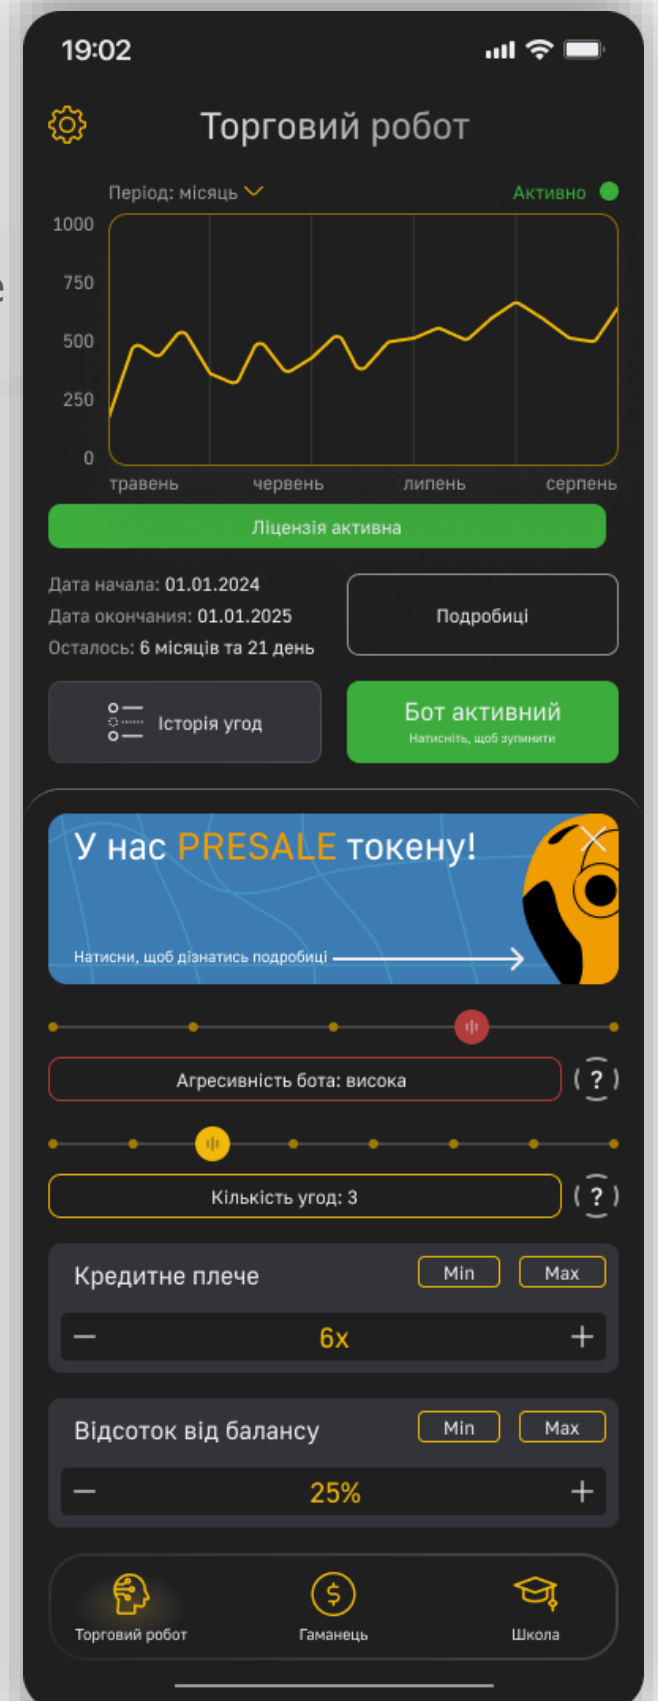 19:02
Торговий робот
Період: місяць
Активно
1000
750
500
250
0
травень червень липень серпень
Ліцензія активна
Дата начала: 01.01.2024
Дата окончания: 01.01.2025
Осталось: 6 місяців та 21 день
Подробиці
Історія угод
Бот активний
Натисніть, щоб зупинити
У нас PRESALE токену!
Натисни, щоб дізнатись подробиці
Агресивність бота: висока
?
Кількість угод: 3
?
Кредитне плече
Min
Max
6x
Відсоток від балансу
Min
Max
25%
Торговий робот
Гаманець
Школа